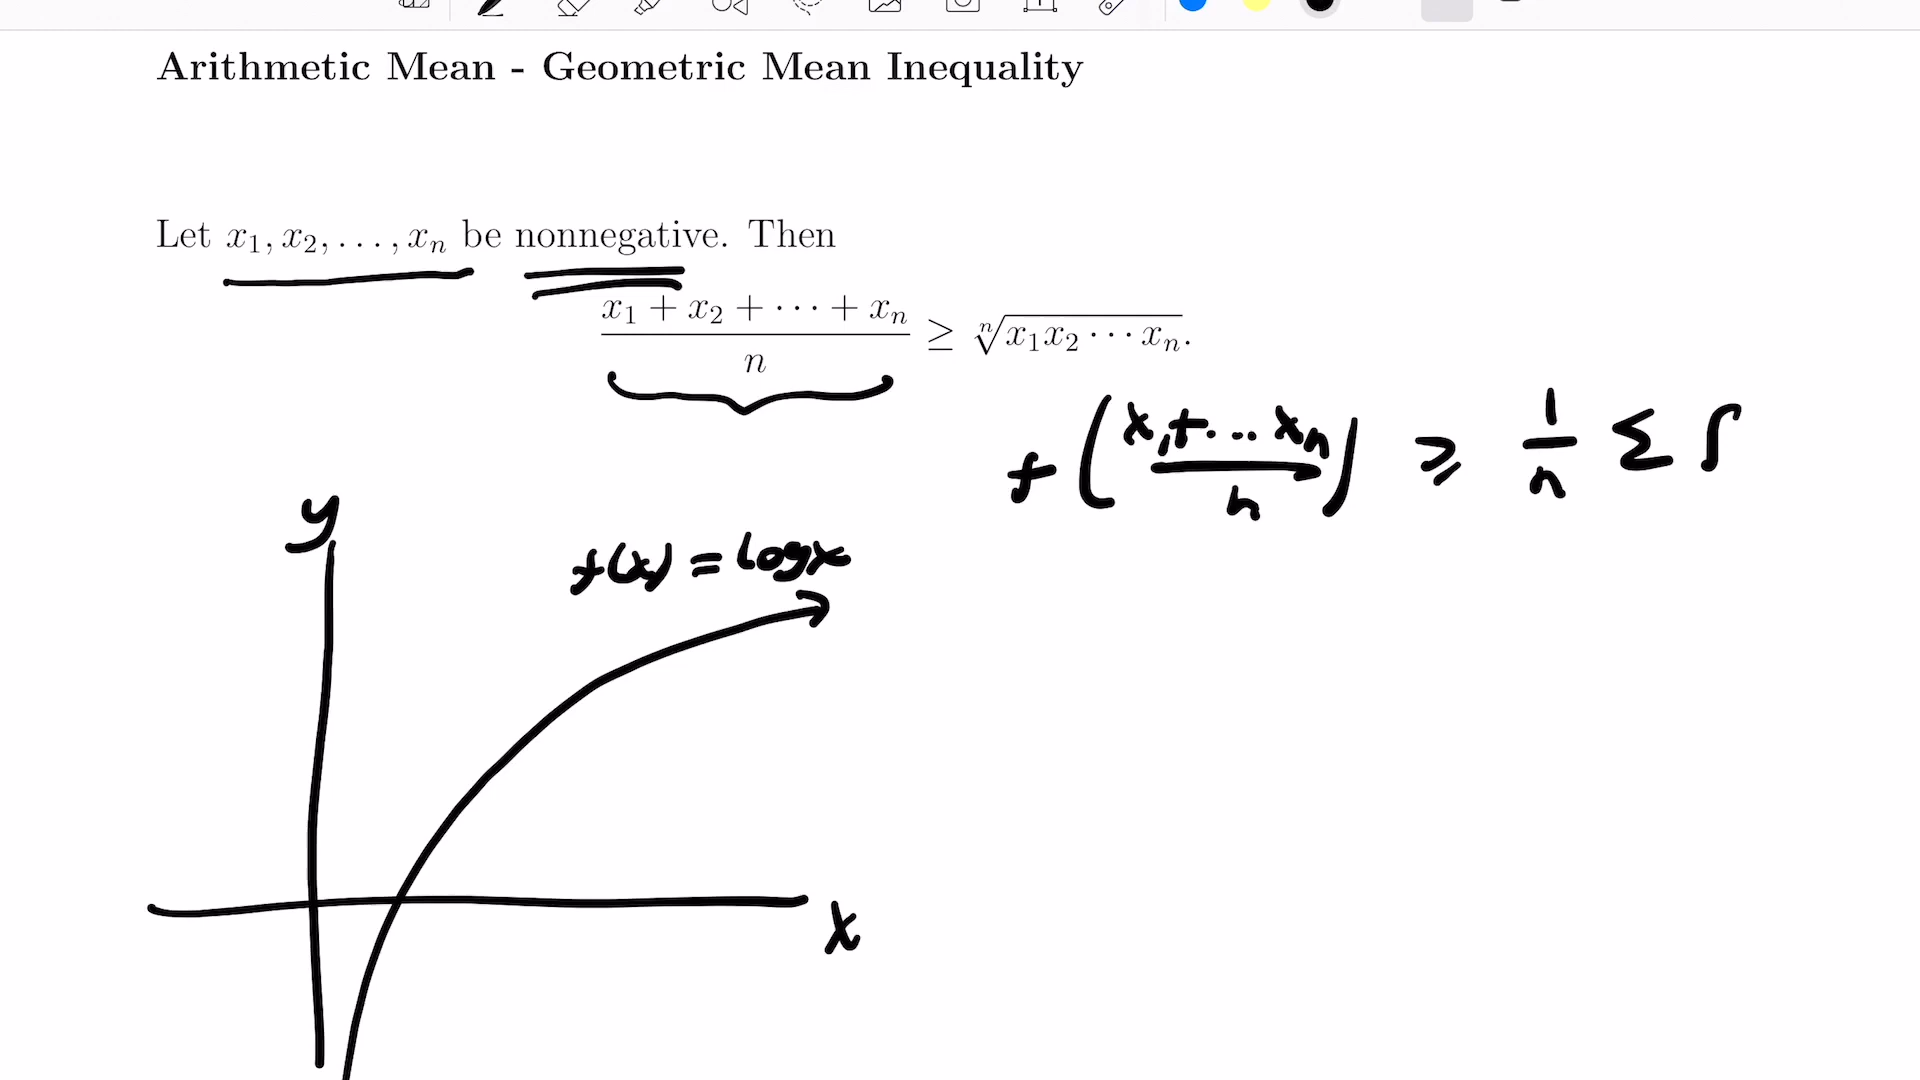 Arithmetic Mean - Geometric Mean Inequality
Let x₁, x₂, …, xₙ be nonnegative. Then
(x₁ + x₂ + ⋯ + xₙ)/n ≥ ⁿ√(x₁x₂ ⋯ xₙ).
f((x₁+...xₙ)/n) ≥ 1/n Σ
y
f(x) = log x
x